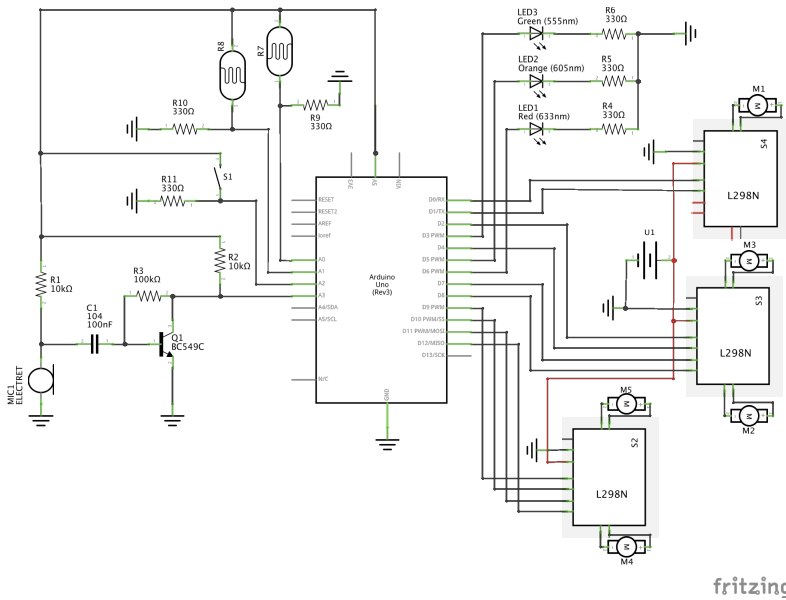 LED3
Green (555nm)
R6
330Ω
R8
R7
LED2
Orange (605nm)
R5
330Ω
R10
330Ω
R9
330Ω
LED1
Red (633nm)
R4
330Ω
M1
M
S4
L298N
R11
330Ω
S1
3V3
5V
VIN
RESET
RESET2
AREF
ioref
A0
A1
A2
A3
A4/SDA
A5/SCL
N/C
Arduino
Uno
(Rev3)
D0/RX
D1/TX
D2
D3 PWM
D4
D5 PWM
D6 PWM
D7
D8
D9 PWM
D10 PWM/SS
D11 PWM/MOSI
D12/MISO
D13/SCK
GND
U1
M3
M
S3
L298N
M
M2
R1
10kΩ
R2
10kΩ
R3
100kΩ
C1
104
100nF
Q1
BC549C
MIC1
ELECTRET
M5
M
S2
L298N
M
M4
fritzing